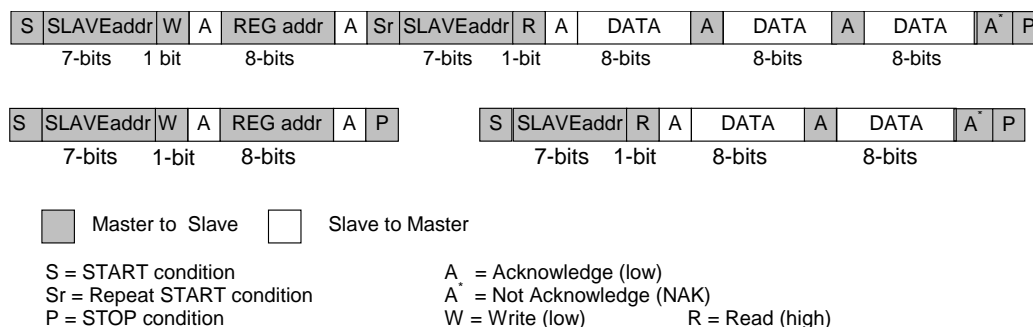 S SLAVEaddr W A REG addr A Sr SLAVEaddr R A DATA A DATA A DATA A* P
7-bits 1 bit 8-bits 7-bits 1-bit 8-bits 8-bits 8-bits
S SLAVEaddr W A REG addr A P S SLAVEaddr R A DATA A DATA A* P
7-bits 1-bit 8-bits 7-bits 1-bit 8-bits 8-bits
Master to Slave Slave to Master
S = START condition A = Acknowledge (low)
Sr = Repeat START condition A* = Not Acknowledge (NAK)
P = STOP condition W = Write (low) R = Read (high)